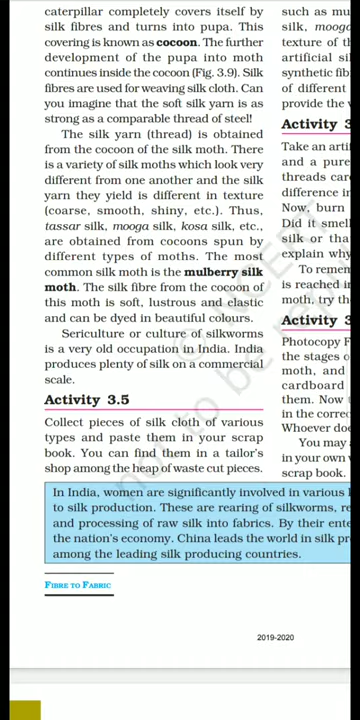 caterpillar completely covers itself by
silk fibres and turns into pupa. This
covering is known as cocoon. The further
development of the pupa into moth
continues inside the cocoon (Fig. 3.9). Silk
fibres are used for weaving silk cloth. Can
you imagine that the soft silk yarn is as
strong as a comparable thread of steel!
The silk yarn (thread) is obtained
from the cocoon of the silk moth. There
is a variety of silk moths which look very
different from one another and the silk
yarn they yield is different in texture
(coarse, smooth, shiny, etc.). Thus,
tassar silk, mooga silk, kosa silk, etc.,
are obtained from cocoons spun by
different types of moths. The most
common silk moth is the mulberry silk
moth. The silk fibre from the cocoon of
this moth is soft, lustrous and elastic
and can be dyed in beautiful colours.
Sericulture or culture of silkworms
is a very old occupation in India. India
produces plenty of silk on a commercial
scale.
Activity 3.5
Collect pieces of silk cloth of various
types and paste them in your scrap
book. You can find them in a tailor's
shop among the heap of waste cut pieces.
such as mu
silk, mooga
texture of th
artificial si
synthetic fib
of different
provide the
Activity 3
Take an arti
and a pure
threads care
difference in
Now, burn
Did it smel
silk or tha
explain why
To remem
is reached in
moth, try th
Activity 3
Photocopy F
the stages o
moth, and
cardboard
them. Now
in the correc
Whoever doe
You may a
in your own
scrap book.
In India, women are significantly involved in various
to silk production. These are rearing of silkworms, re
and processing of raw silk into fabrics. By their ente
the nation's economy. China leads the world in silk pr
among the leading silk producing countries.
FIBRE TO FABRIC
2019-2020
© NCERT
not to be